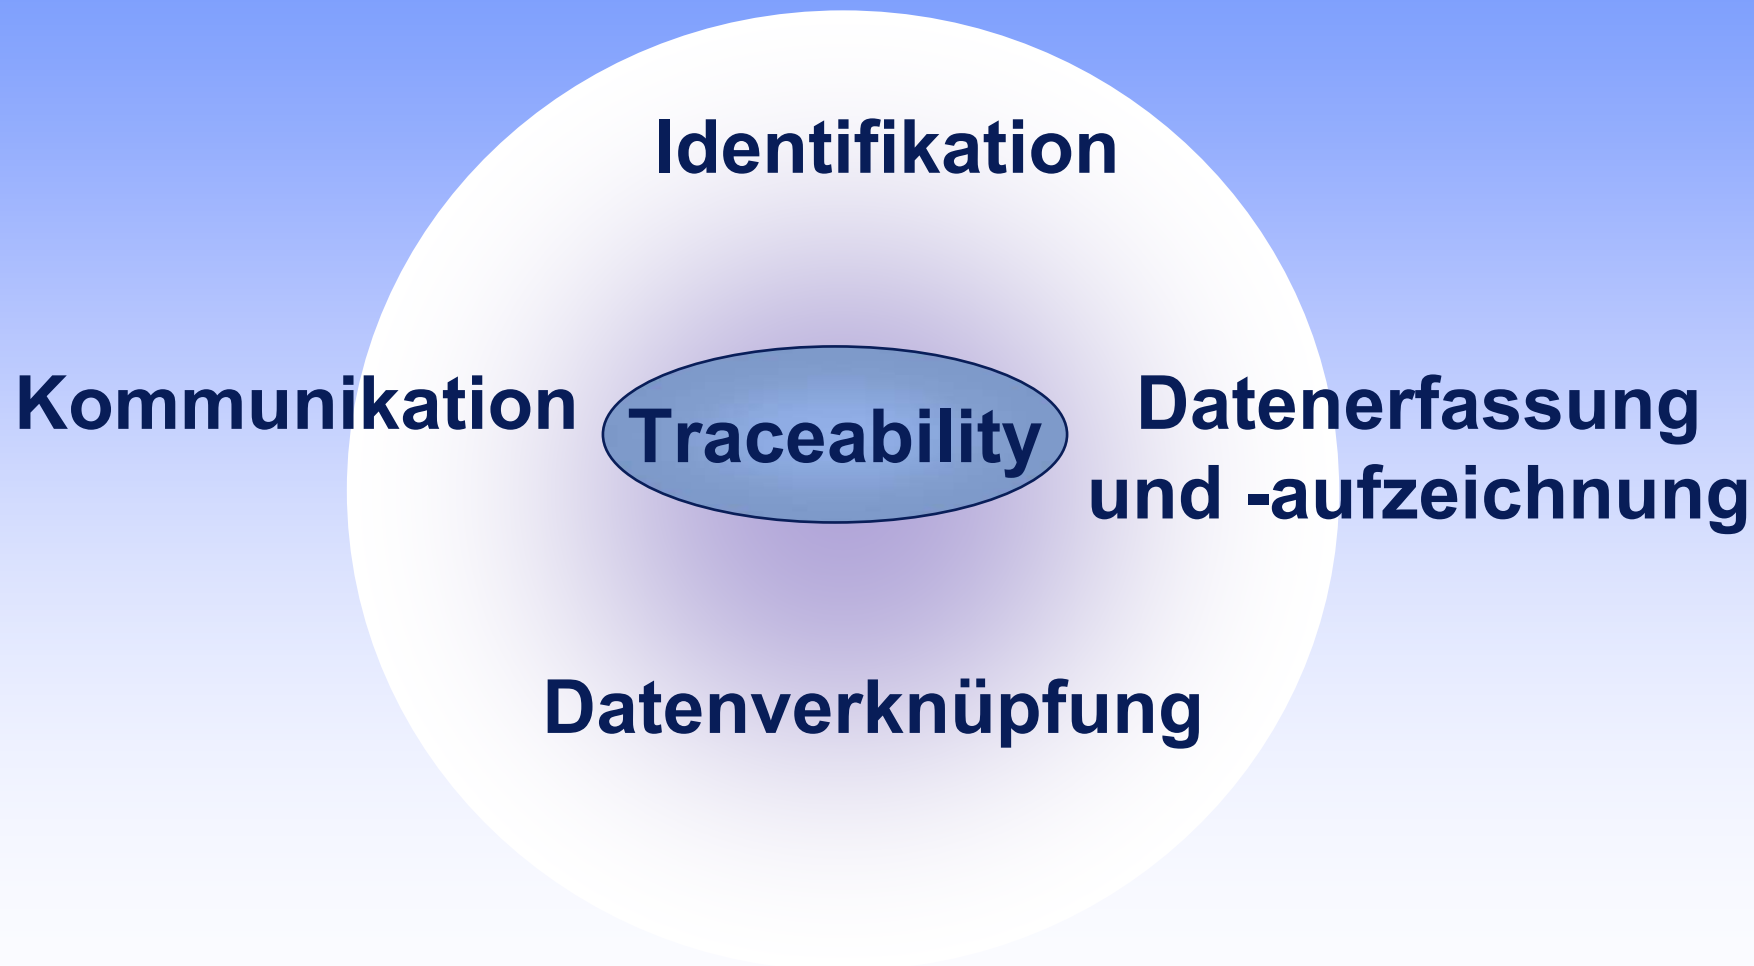 Identifikation
Kommunikation
Traceability
Datenerfassung
und -aufzeichnung
Datenverknüpfung